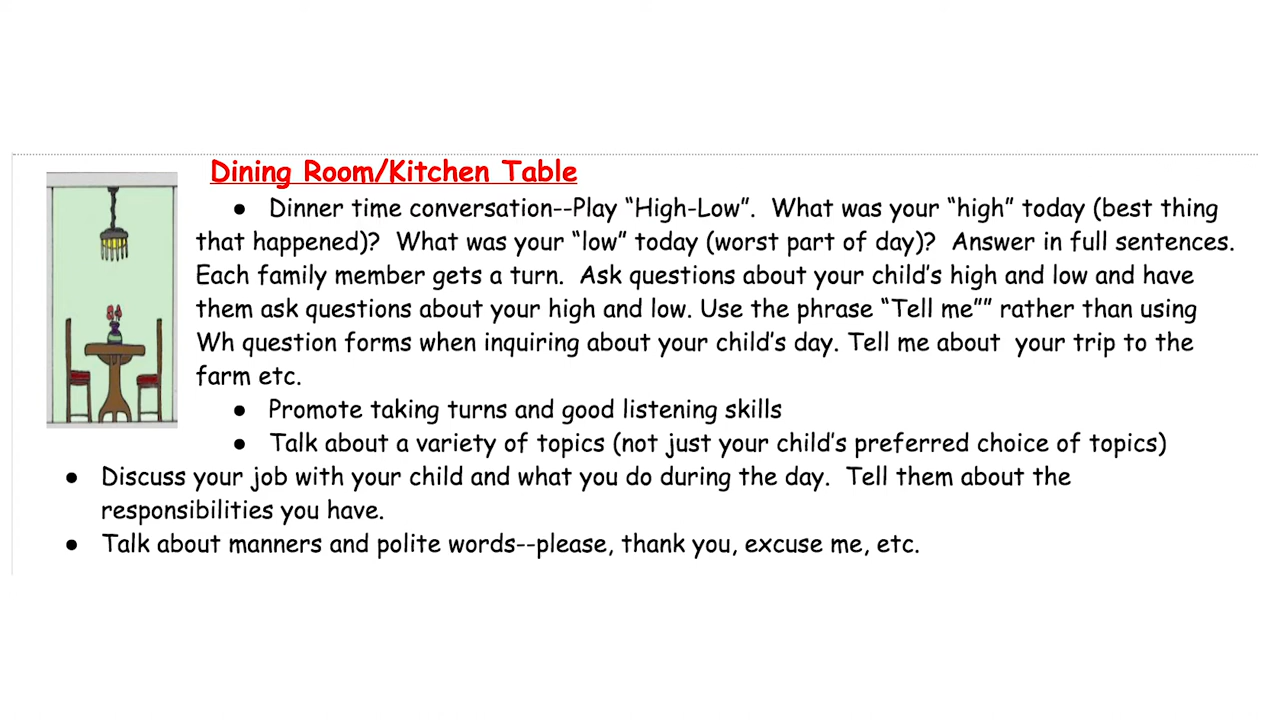 Dining Room/Kitchen Table
● Dinner time conversation--Play “High-Low”.  What was your “high” today (best thing
that happened)?  What was your “low” today (worst part of day)?  Answer in full sentences.
Each family member gets a turn.  Ask questions about your child’s high and low and have
them ask questions about your high and low. Use the phrase “Tell me”” rather than using
Wh question forms when inquiring about your child’s day. Tell me about  your trip to the
farm etc.
● Promote taking turns and good listening skills
● Talk about a variety of topics (not just your child’s preferred choice of topics)
● Discuss your job with your child and what you do during the day.  Tell them about the
responsibilities you have.
● Talk about manners and polite words--please, thank you, excuse me, etc.